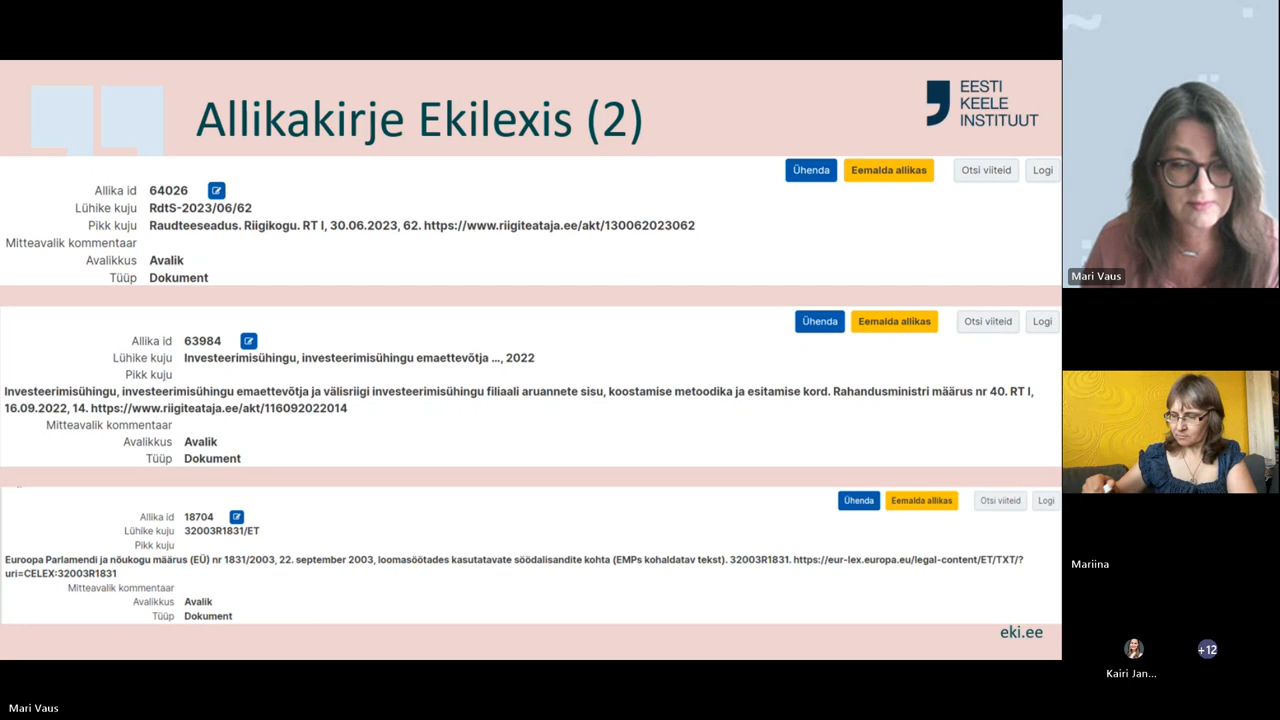 Allikakirje Ekilexis (2)
EESTI
KEELE
INSTITUUT
Ühenda
Eemalda allikas
Otsi viiteid
Logi
Allika id 64026
Lühike kuju RdtS-2023/06/62
Pikk kuju Raudteeseadus. Riigikogu. RT I, 30.06.2023, 62. https://www.riigiteataja.ee/akt/130062023062
Mitteavalik kommentaar
Avalikkus Avalik
Tüüp Dokument
Ühenda
Eemalda allikas
Otsi viiteid
Logi
Allika id 63984
Lühike kuju Investeerimisühingu, investeerimisühingu emaettevõtja ..., 2022
Pikk kuju
Investeerimisühingu, investeerimisühingu emaettevõtja ja välisriigi investeerimisühingu filiaali aruannete sisu, koostamise metoodika ja esitamise kord. Rahandusministri määrus nr 40. RT I,
16.09.2022, 14. https://www.riigiteataja.ee/akt/116092022014
Mitteavalik kommentaar
Avalikkus Avalik
Tüüp Dokument
Ühenda
Eemalda allikas
Otsi viiteid
Logi
Allika id 18704
Lühike kuju 32003R1831/ET
Pikk kuju
Euroopa Parlamendi ja nõukogu määrus (EÜ) nr 1831/2003, 22. september 2003, loomasöötades kasutatavate söödalisandite kohta (EMPs kohaldatav tekst). 32003R1831. https://eur-lex.europa.eu/legal-content/ET/TXT/?
uri=CELEX:32003R1831
Mitteavalik kommentaar
Avalikkus Avalik
Tüüp Dokument
eki.ee
Mari Vaus
Mariina
Kairi Jan...
+12
Mari Vaus